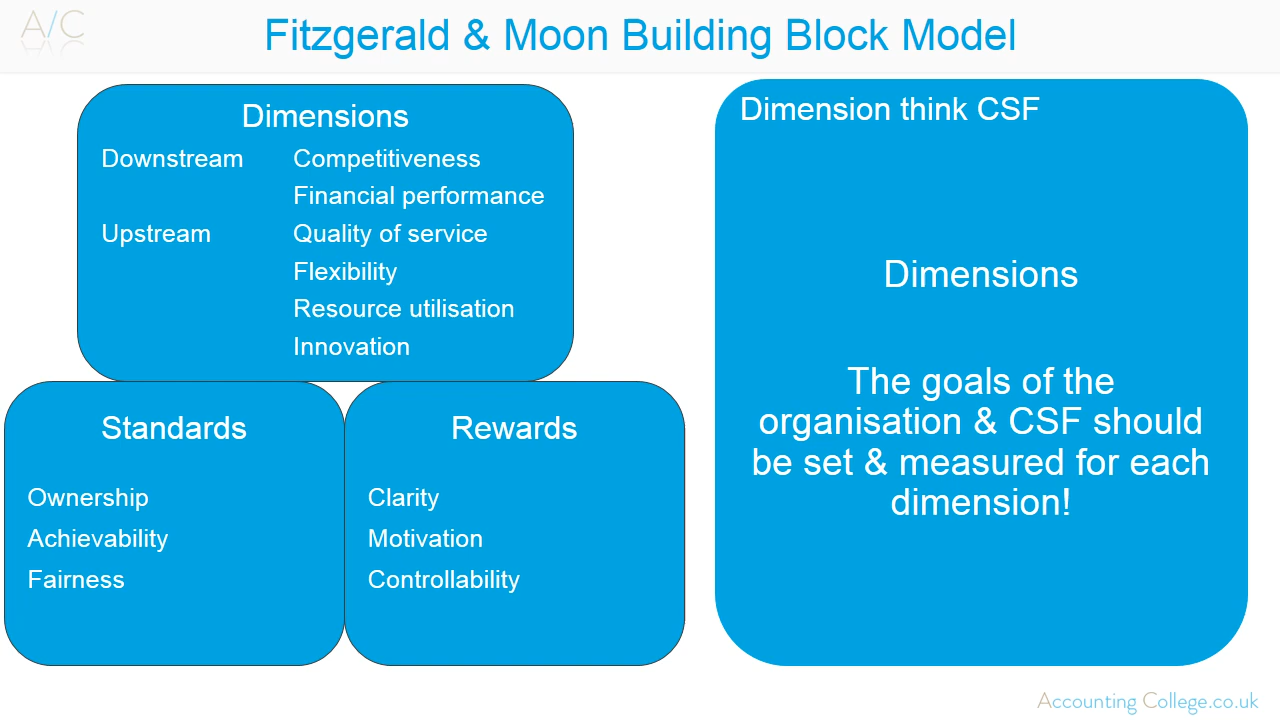 A/C
Fitzgerald & Moon Building Block Model
Dimensions
Downstream Competitiveness
Financial performance
Upstream Quality of service
Flexibility
Resource utilisation
Innovation
Standards
Ownership
Achievability
Fairness
Rewards
Clarity
Motivation
Controllability
Dimension think CSF
Dimensions
The goals of the
organisation & CSF should
be set & measured for each
dimension!
Accounting College.co.uk